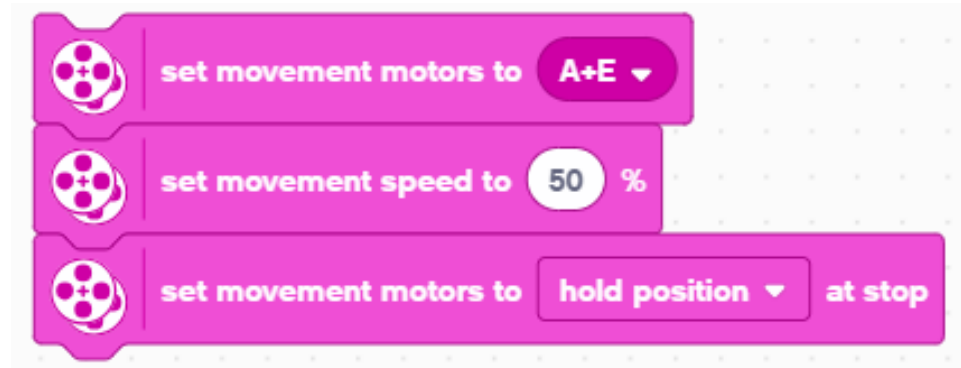 set movement motors to A+E
set movement speed to 50 %
set movement motors to hold position at stop